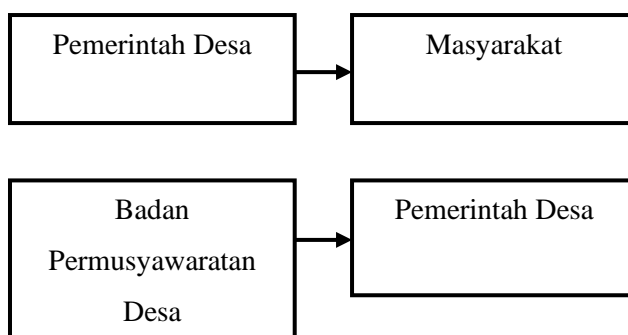 Pemerintah Desa
Masyarakat
Badan
Permusyawaratan
Desa
Pemerintah Desa